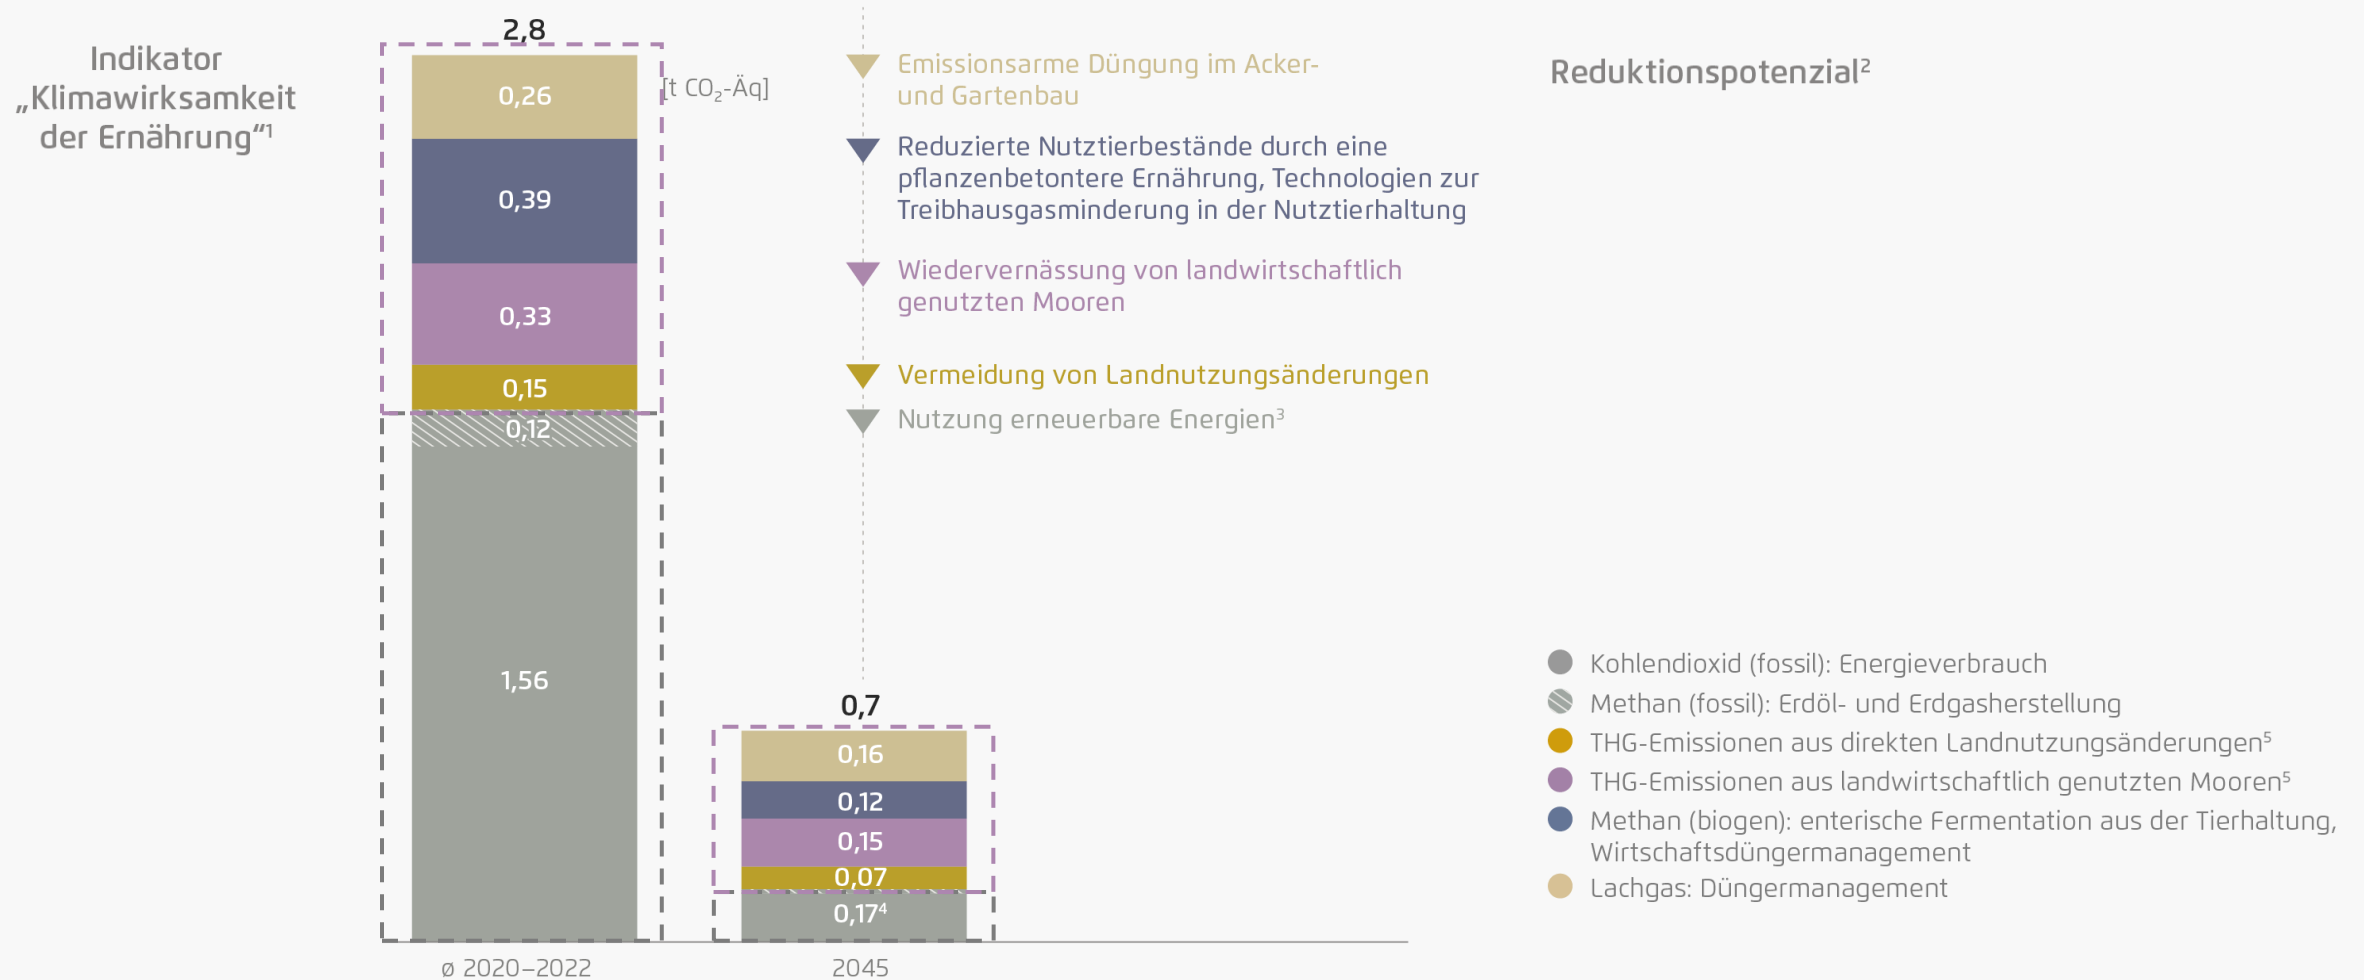 Indikator
„Klimawirksamkeit
der Ernährung“¹
2,8
[t CO₂-Äq]
0,26
0,39
0,33
0,15
0,12
1,56
ø 2020–2022
Emissionsarme Düngung im Acker-
und Gartenbau
Reduzierte Nutztierbestände durch eine
pflanzenbetontere Ernährung, Technologien zur
Treibhausgasminderung in der Nutztierhaltung
Wiedervernässung von landwirtschaftlich
genutzten Mooren
Vermeidung von Landnutzungsänderungen
Nutzung erneuerbare Energien³
0,7
0,16
0,12
0,15
0,07
0,17⁴
2045
Reduktionspotenzial²
Kohlendioxid (fossil): Energieverbrauch
Methan (fossil): Erdöl- und Erdgasherstellung
THG-Emissionen aus direkten Landnutzungsänderungen⁵
THG-Emissionen aus landwirtschaftlich genutzten Mooren⁵
Methan (biogen): enterische Fermentation aus der Tierhaltung,
Wirtschaftsdüngermanagement
Lachgas: Düngermanagement